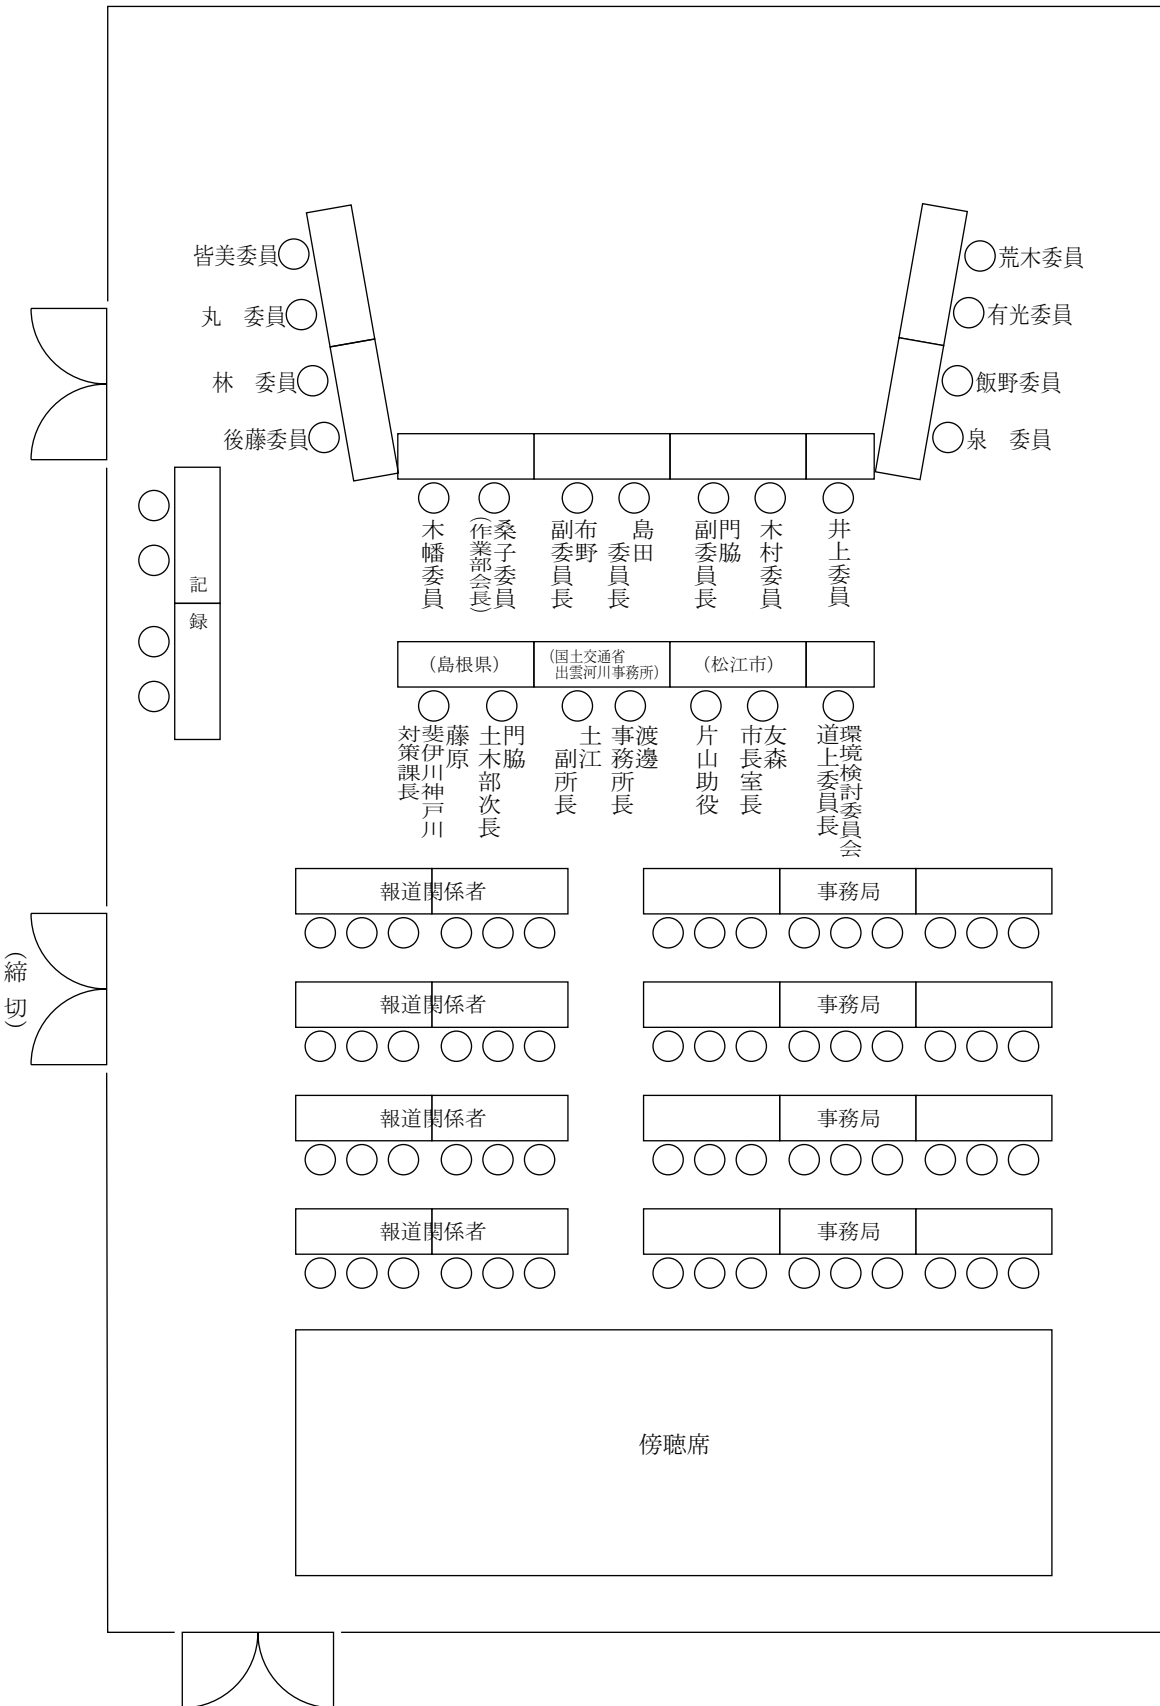 皆美委員
丸　委員
林　委員
後藤委員
荒木委員
有光委員
飯野委員
泉　委員
木幡委員
桑子委員
(作業部会長)
布野
副委員長
島田
委員長
門脇
副委員長
木村委員
井上委員
記
録
(島根県)
(国土交通省
出雲河川事務所)
(松江市)
藤原
斐伊川神戸川
対策課長
門脇
土木部次長
土江
副所長
渡邊
事務所長
片山助役
友森
市長室長
環境検討委員会
道上委員長
報道関係者
事務局
(締　切)
報道関係者
事務局
報道関係者
事務局
報道関係者
事務局
傍聴席